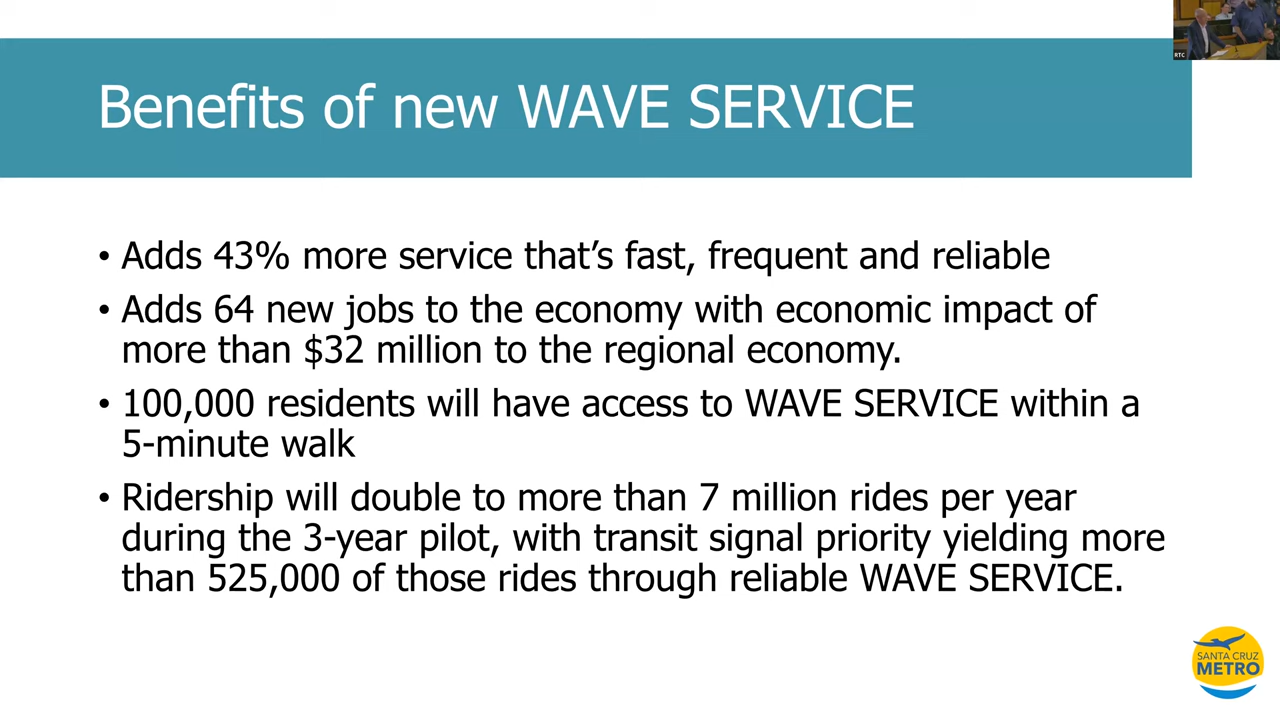 RTC
Benefits of new WAVE SERVICE
• Adds 43% more service that’s fast, frequent and reliable
• Adds 64 new jobs to the economy with economic impact of
more than $32 million to the regional economy.
• 100,000 residents will have access to WAVE SERVICE within a
5-minute walk
• Ridership will double to more than 7 million rides per year
during the 3-year pilot, with transit signal priority yielding more
than 525,000 of those rides through reliable WAVE SERVICE.
SANTA CRUZ
METRO